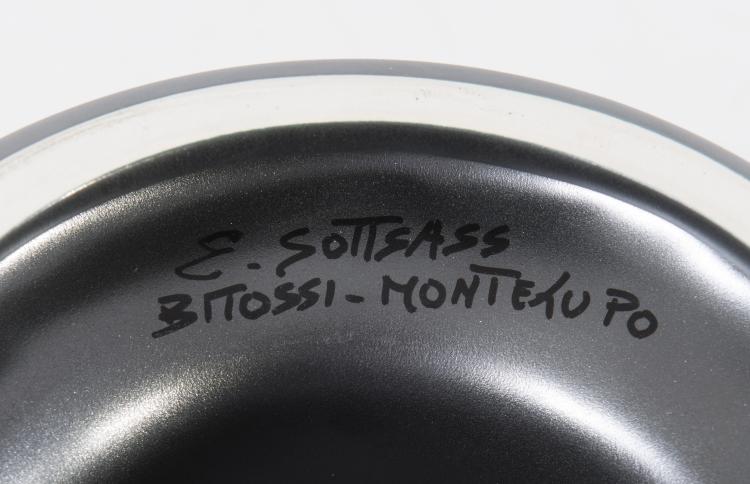 E. SOTTSASS
BITOSSI - MONTELUPO